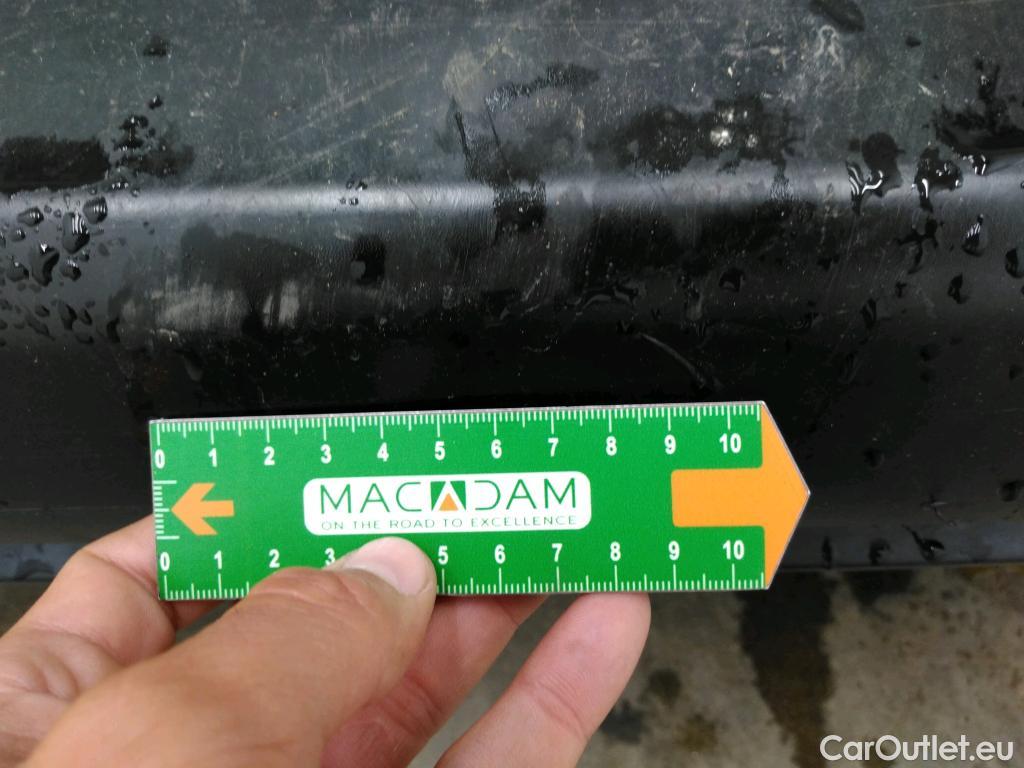 0 1 2 3 4 5 6 7 8 9 10
MACADAM
ON THE ROAD TO EXCELLENCE
0 1 2 3 5 6 7 8 9 10
CarOutlet.eu